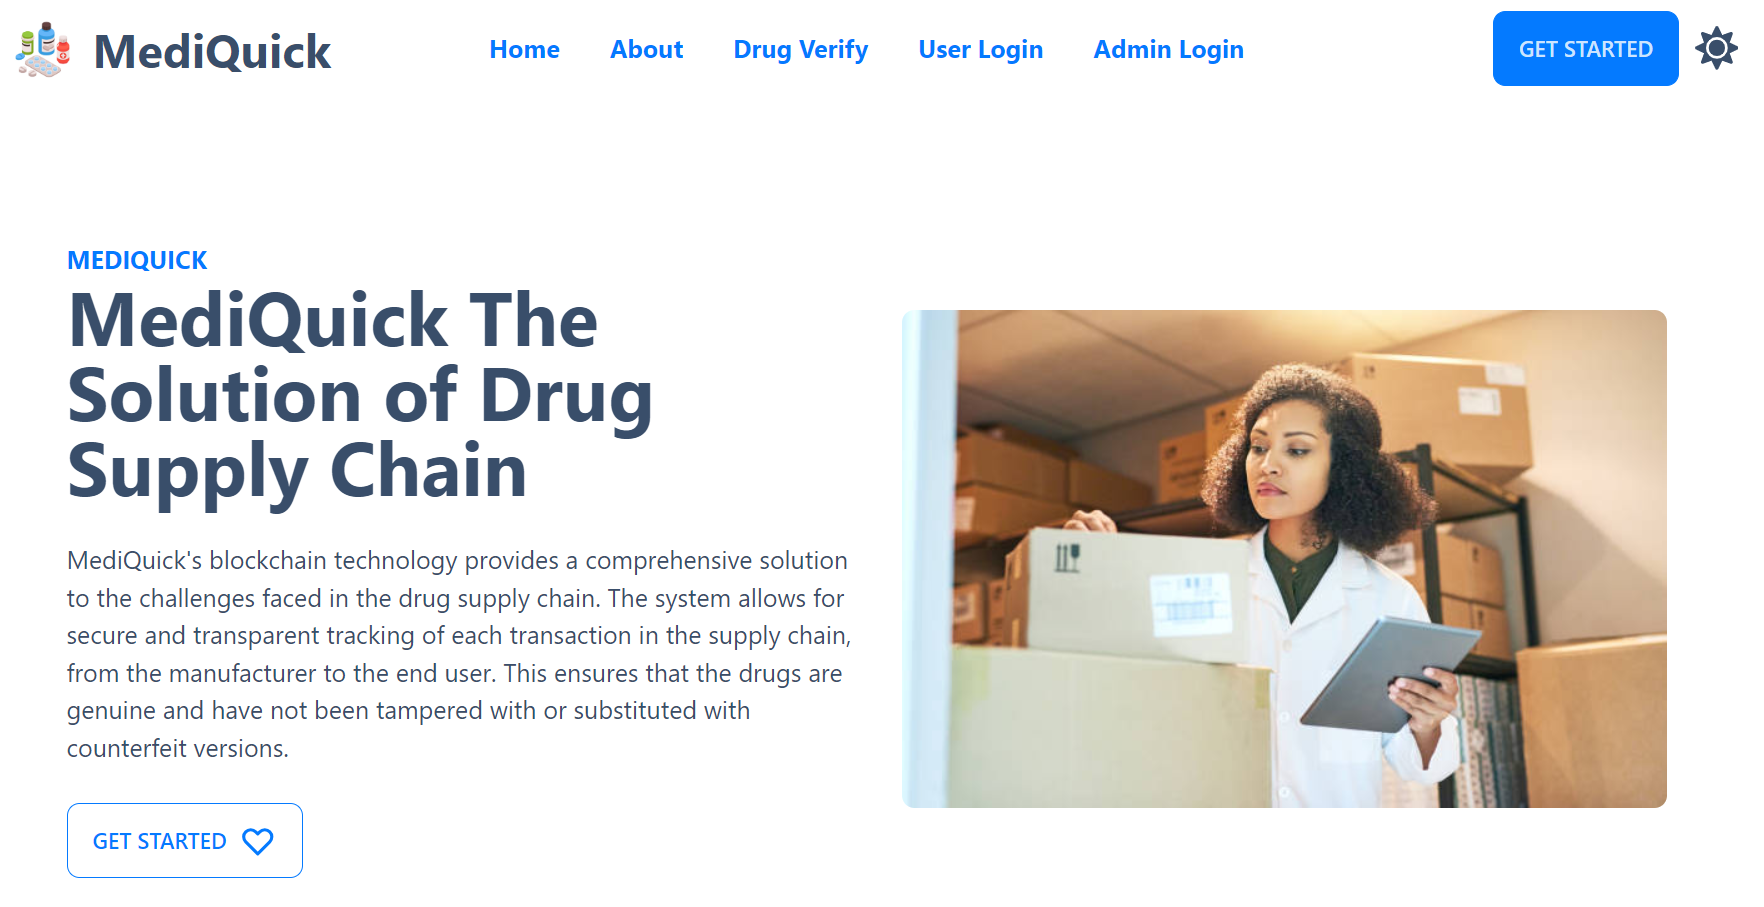 MediQuick
Home
About
Drug Verify
User Login
Admin Login
GET STARTED
MEDIQUICK
MediQuick The
Solution of Drug
Supply Chain
MediQuick's blockchain technology provides a comprehensive solution
to the challenges faced in the drug supply chain. The system allows for
secure and transparent tracking of each transaction in the supply chain,
from the manufacturer to the end user. This ensures that the drugs are
genuine and have not been tampered with or substituted with
counterfeit versions.
GET STARTED